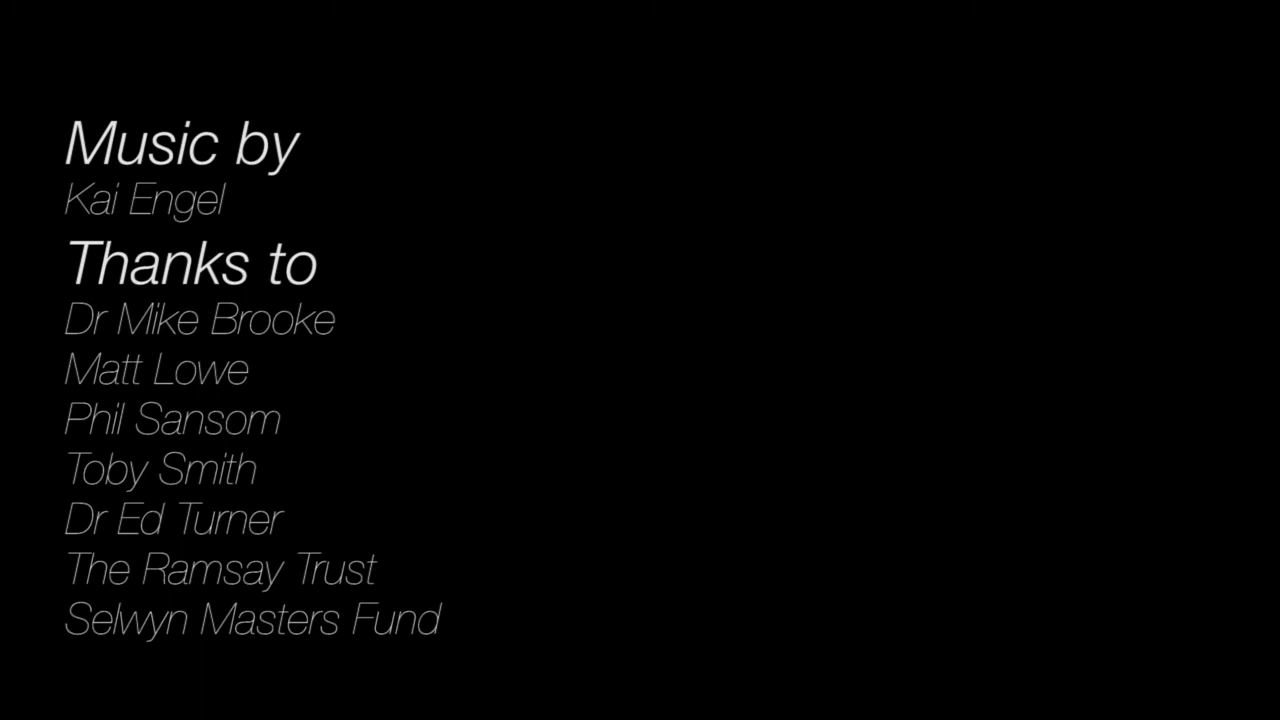 Music by
Kai Engel
Thanks to
Dr Mike Brooke
Matt Lowe
Phil Sansom
Toby Smith
Dr Ed Turner
The Ramsay Trust
Selwyn Masters Fund